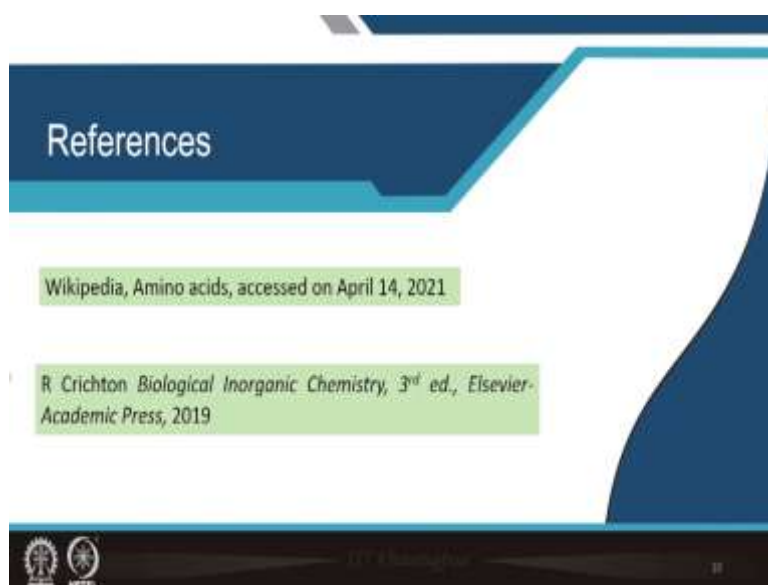 References
Wikipedia, Amino acids, accessed on April 14, 2021
R Crichton Biological Inorganic Chemistry, 3rd ed., Elsevier-
Academic Press, 2019